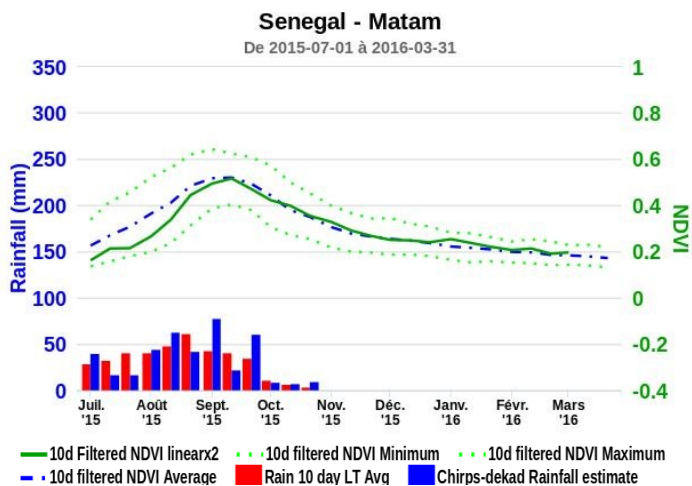 Senegal - Matam
De 2015-07-01 à 2016-03-31
350
300
250
200
150
100
50
0
Rainfall (mm)
1
0.8
0.6
0.4
0.2
0
-0.2
-0.4
NDVI
Juil. '15
Août '15
Sept. '15
Oct. '15
Nov. '15
Déc. '15
Janv. '16
Févr. '16
Mars '16
10d Filtered NDVI linearx2
10d filtered NDVI Minimum
10d filtered NDVI Maximum
10d filtered NDVI Average
Rain 10 day LT Avg
Chirps-dekad Rainfall estimate